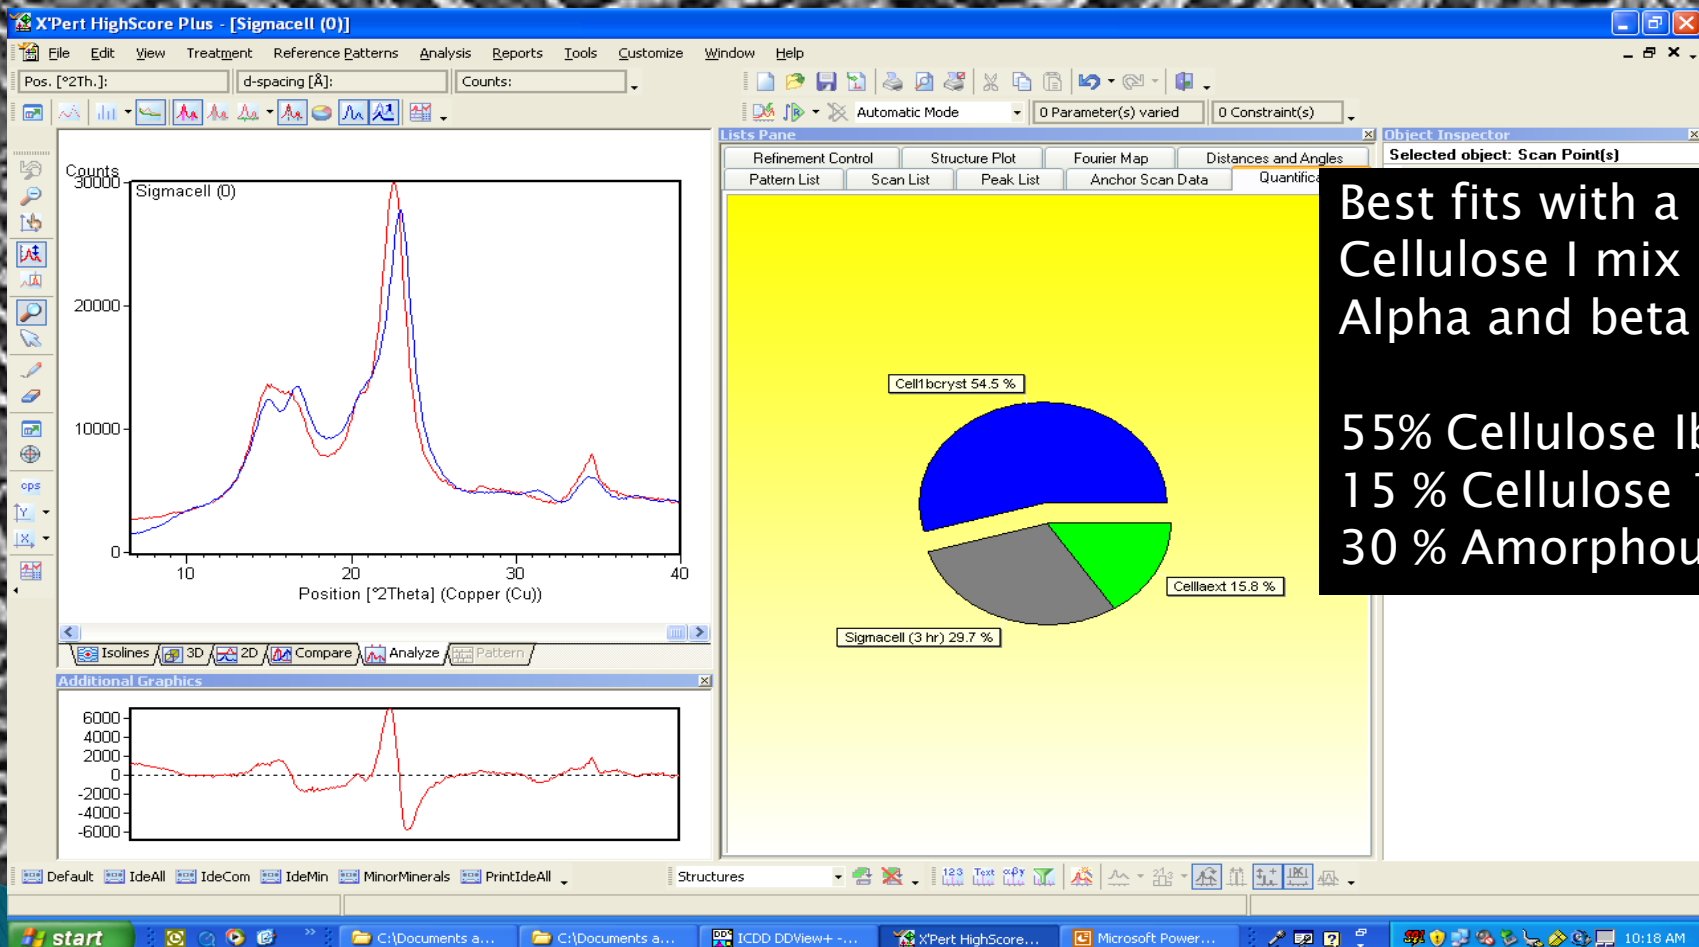 X'Pert HighScore Plus - [Sigmacell (0)]
File Edit View Treatment Reference Patterns Analysis Reports Tools Customize Window Help
Pos. [°2Th.]: d-spacing [Å]: Counts:
Automatic Mode 0 Parameter(s) varied 0 Constraint(s)
Lists Pane
Object Inspector
Refinement Control Structure Plot Fourier Map Distances and Angles
Selected object: Scan Point(s)
Pattern List Scan List Peak List Anchor Scan Data
Counts
Sigmacell (0)
30000
20000
10000
0
10 20 30 40
Position [°2Theta] (Copper (Cu))
cps
Cell1bcryst 54.5 %
Celllaext 15.8 %
Sigmacell (3 hr) 29.7 %
Best fits with a
Cellulose I mix
Alpha and beta
55% Cellulose
15 % Cellulose
30 %
Isolines 3D 2D Compare Analyze Pattern
Additional Graphics
6000
4000
2000
0
-2000
-4000
-6000
Default IdeAll IdeCom IdeMin MinorMinerals PrintIdeAll Structures
123 Text αβγ
start C:\Documents a... C:\Documents a... ICDD DDView+ -... X'Pert HighScore... Microsoft Power... 10:18 AM